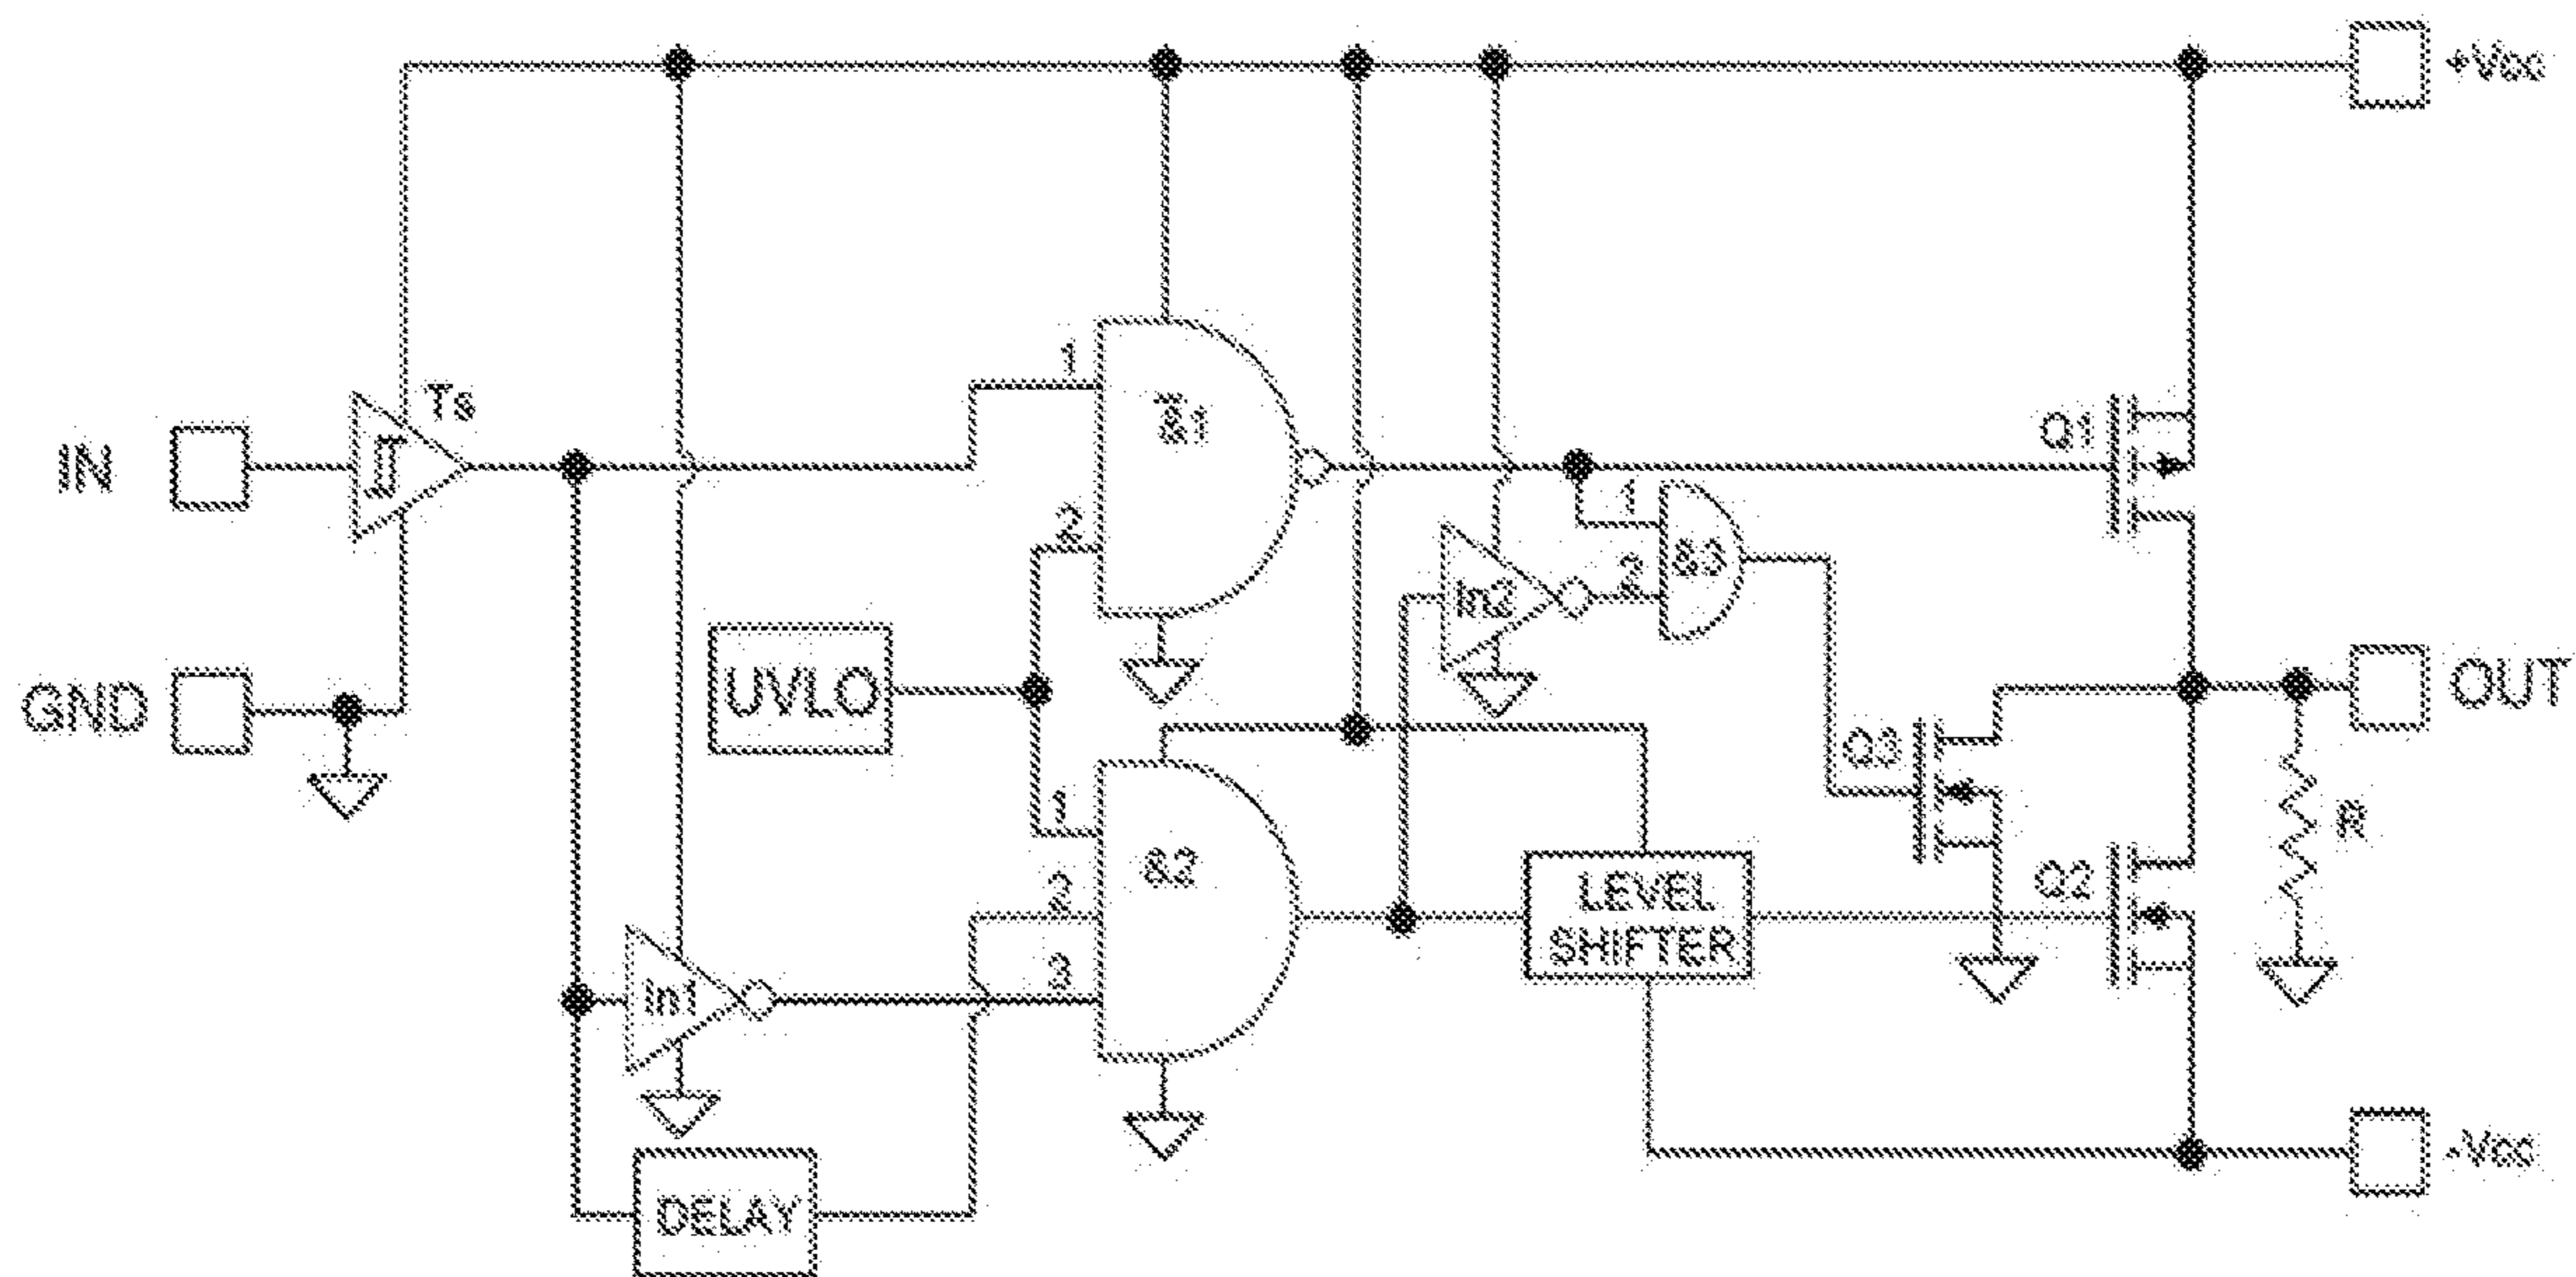 +Vcc
Ts
1
&̅1
Q1
IN
2
1
&3
2
In2
UVLO
GND
OUT
Q3
1
&2
R
2
LEVEL
SHIFTER
Q2
3
In1
-Vcc
DELAY